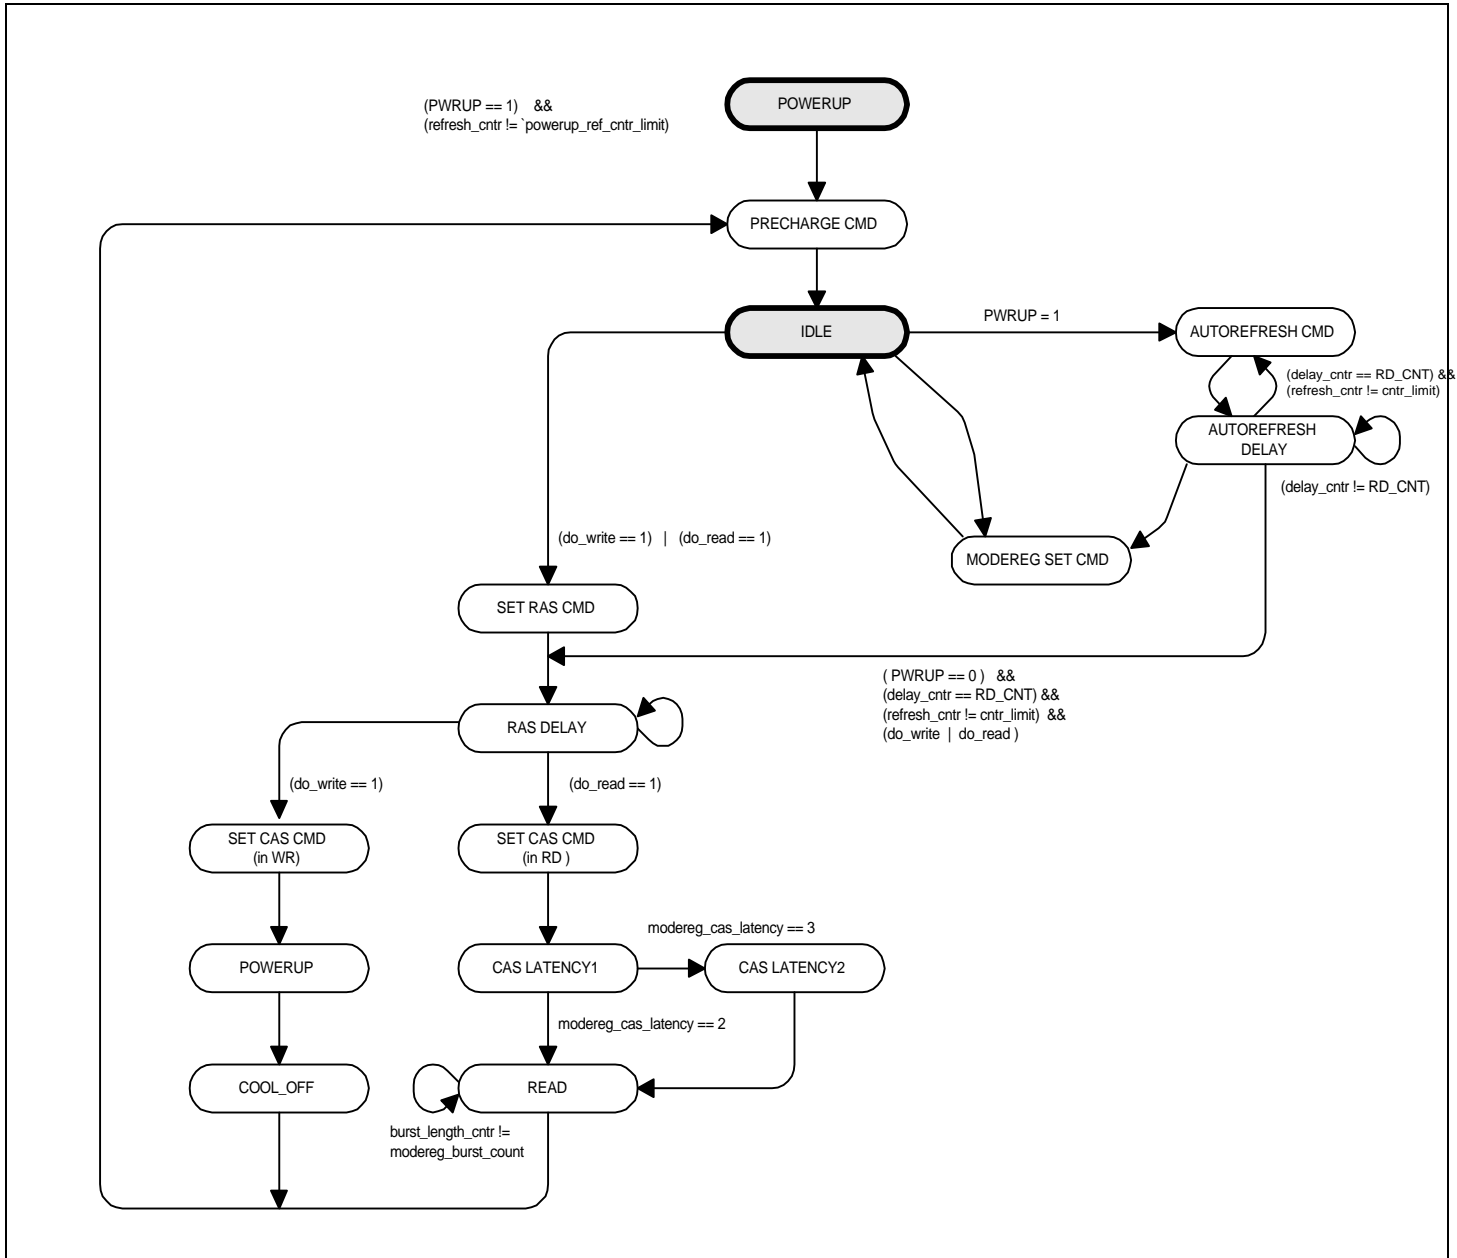 POWERUP
(PWRUP == 1) &&
(refresh_cntr != `powerup_ref_cntr_limit)
PRECHARGE CMD
IDLE
PWRUP = 1
AUTOREFRESH CMD
(delay_cntr == RD_CNT) &&
(refresh_cntr != cntr_limit)
AUTOREFRESH
DELAY
(delay_cntr != RD_CNT)
(do_write == 1) | (do_read == 1)
MODEREG SET CMD
SET RAS CMD
( PWRUP == 0 ) &&
(delay_cntr == RD_CNT) &&
(refresh_cntr != cntr_limit) &&
(do_write | do_read )
RAS DELAY
(do_write == 1)
(do_read == 1)
SET CAS CMD
(in WR)
SET CAS CMD
(in RD )
modereg_cas_latency == 3
POWERUP
CAS LATENCY1
CAS LATENCY2
modereg_cas_latency == 2
COOL_OFF
READ
burst_length_cntr !=
modereg_burst_count